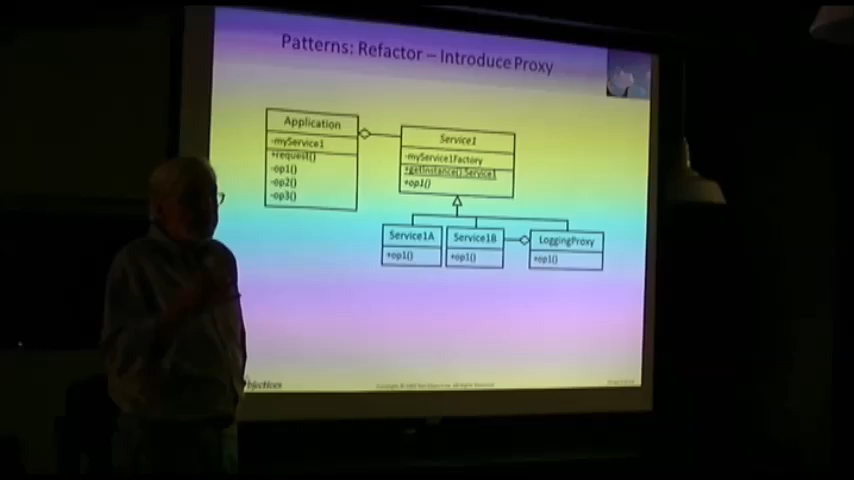 Patterns: Refactor – Introduce Proxy
Application
-myService1
+request()
-op1()
-op2()
-op3()
Service1
-myService1Factory
+getInstance() Service1
+op1()
Service1A
+op1()
Service1B
+op1()
LoggingProxy
+op1()
bjectives